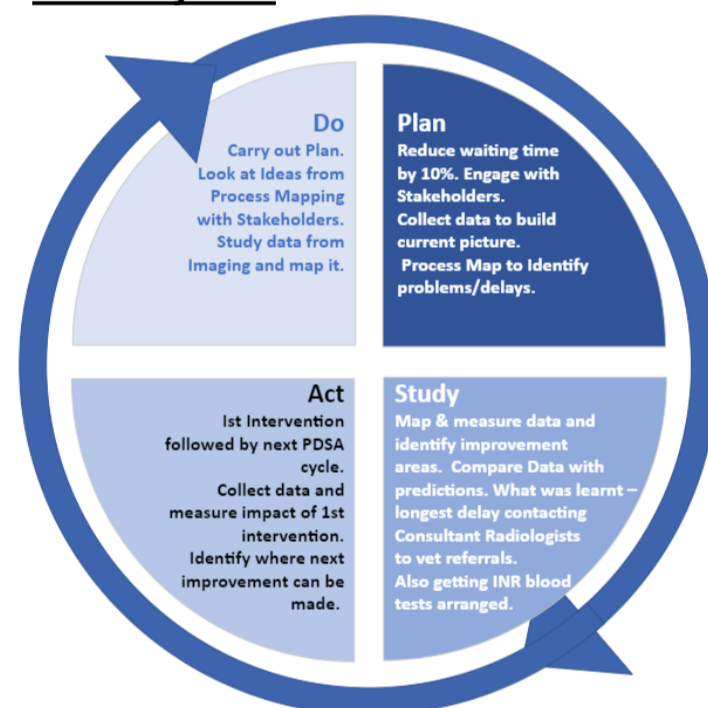 Do
Carry out Plan.
Look at Ideas from
Process Mapping
with Stakeholders.
Study data from
Imaging and map it.
Plan
Reduce waiting time
by 10%. Engage with
Stakeholders.
Collect data to build
current picture.
Process Map to Identify
problems/delays.
Act
Ist Intervention
followed by next PDSA
cycle.
Collect data and
measure impact of 1st
intervention.
Identify where next
improvement can be
made.
Study
Map & measure data and
identify improvement
areas. Compare Data with
predictions. What was learnt –
longest delay contacting
Consultant Radiologists
to vet referrals.
Also getting INR blood
tests arranged.